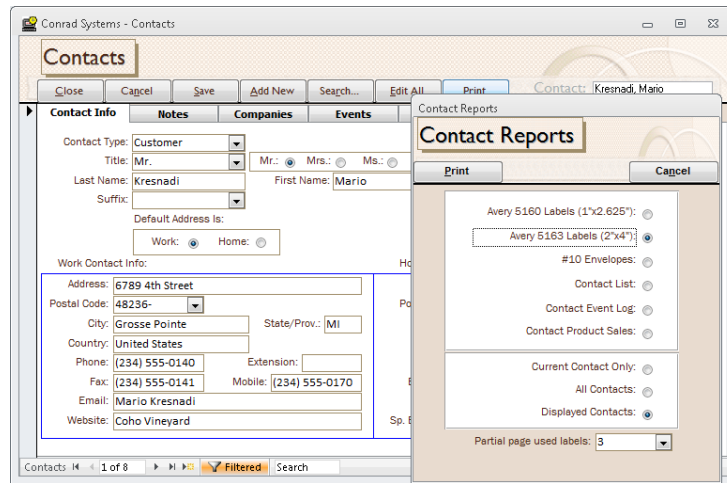 Conrad Systems - Contacts
Contacts
Close Cancel Save Add New Search... Edit All Print Contact: Kresnadi, Mario
Contact Info Notes Companies Events
Contact Type: Customer
Title: Mr. Mr.: Mrs.: Ms.:
Last Name: Kresnadi First Name: Mario
Suffix:
Default Address Is:
Work: Home:
Work Contact Info: Ho
Address: 6789 4th Street
Postal Code: 48236- Po
City: Grosse Pointe State/Prov.: MI
Country: United States
Phone: (234) 555-0140 Extension:
Fax: (234) 555-0141 Mobile: (234) 555-0170
Email: Mario Kresnadi
Website: Coho Vineyard Sp. B
Contacts 1 of 8 Filtered Search
Contact Reports
Contact Reports
Print Cancel
Avery 5160 Labels (1"x2.625"):
Avery 5163 Labels (2"x4"):
#10 Envelopes:
Contact List:
Contact Event Log:
Contact Product Sales:
Current Contact Only:
All Contacts:
Displayed Contacts:
Partial page used labels: 3